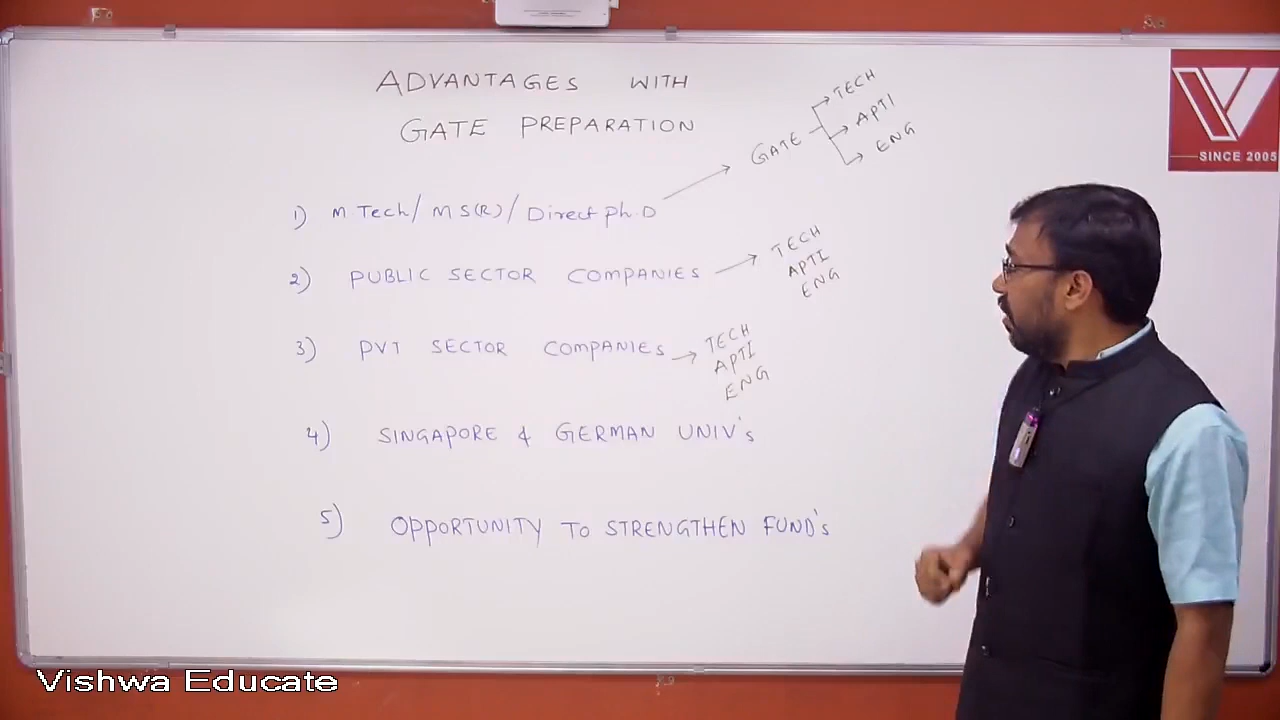 ADVANTAGES WITH
GATE PREPARATION
1) M.Tech/ MS(R)/ Direct Ph.D
GATE
TECH
APTI
ENG
2) PUBLIC SECTOR COMPANIES
TECH
APTI
ENG
3) PVT SECTOR COMPANIES
TECH
APTI
ENG
4) SINGAPORE & GERMAN UNIV's
5) OPPORTUNITY TO STRENGTHEN FUND's
V
SINCE 2005
Vishwa Educate